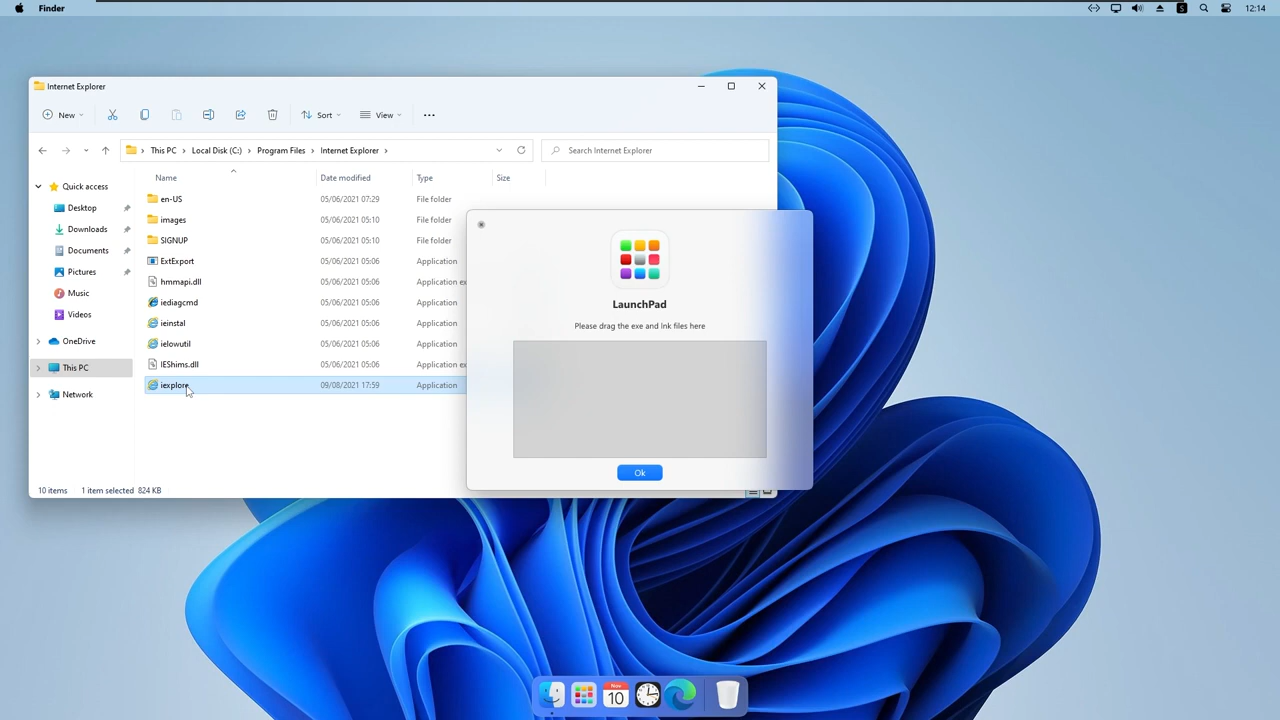 Finder
S
12:14
Internet Explorer
New
Sort
View
This PC
Local Disk (C:)
Program Files
Internet Explorer
Search Internet Explorer
Name
Date modified
Type
Size
Quick access
Desktop
Downloads
Documents
Pictures
Music
Videos
OneDrive
This PC
Network
en-US 05/06/2021 07:29 File folder
images 05/06/2021 05:10 File folder
SIGNUP 05/06/2021 05:10 File folder
ExtExport 05/06/2021 05:06 Application
hmmapi.dll 05/06/2021 05:06 Application ex
iediagcmd 05/06/2021 05:06 Application
ieinstal 05/06/2021 05:06 Application
ielowutil 05/06/2021 05:06 Application
IEShims.dll 05/06/2021 05:06 Application ex
iexplore 09/08/2021 17:59 Application
10 items 1 item selected 824 KB
LaunchPad
Please drag the exe and lnk files here
Ok
Nov
10